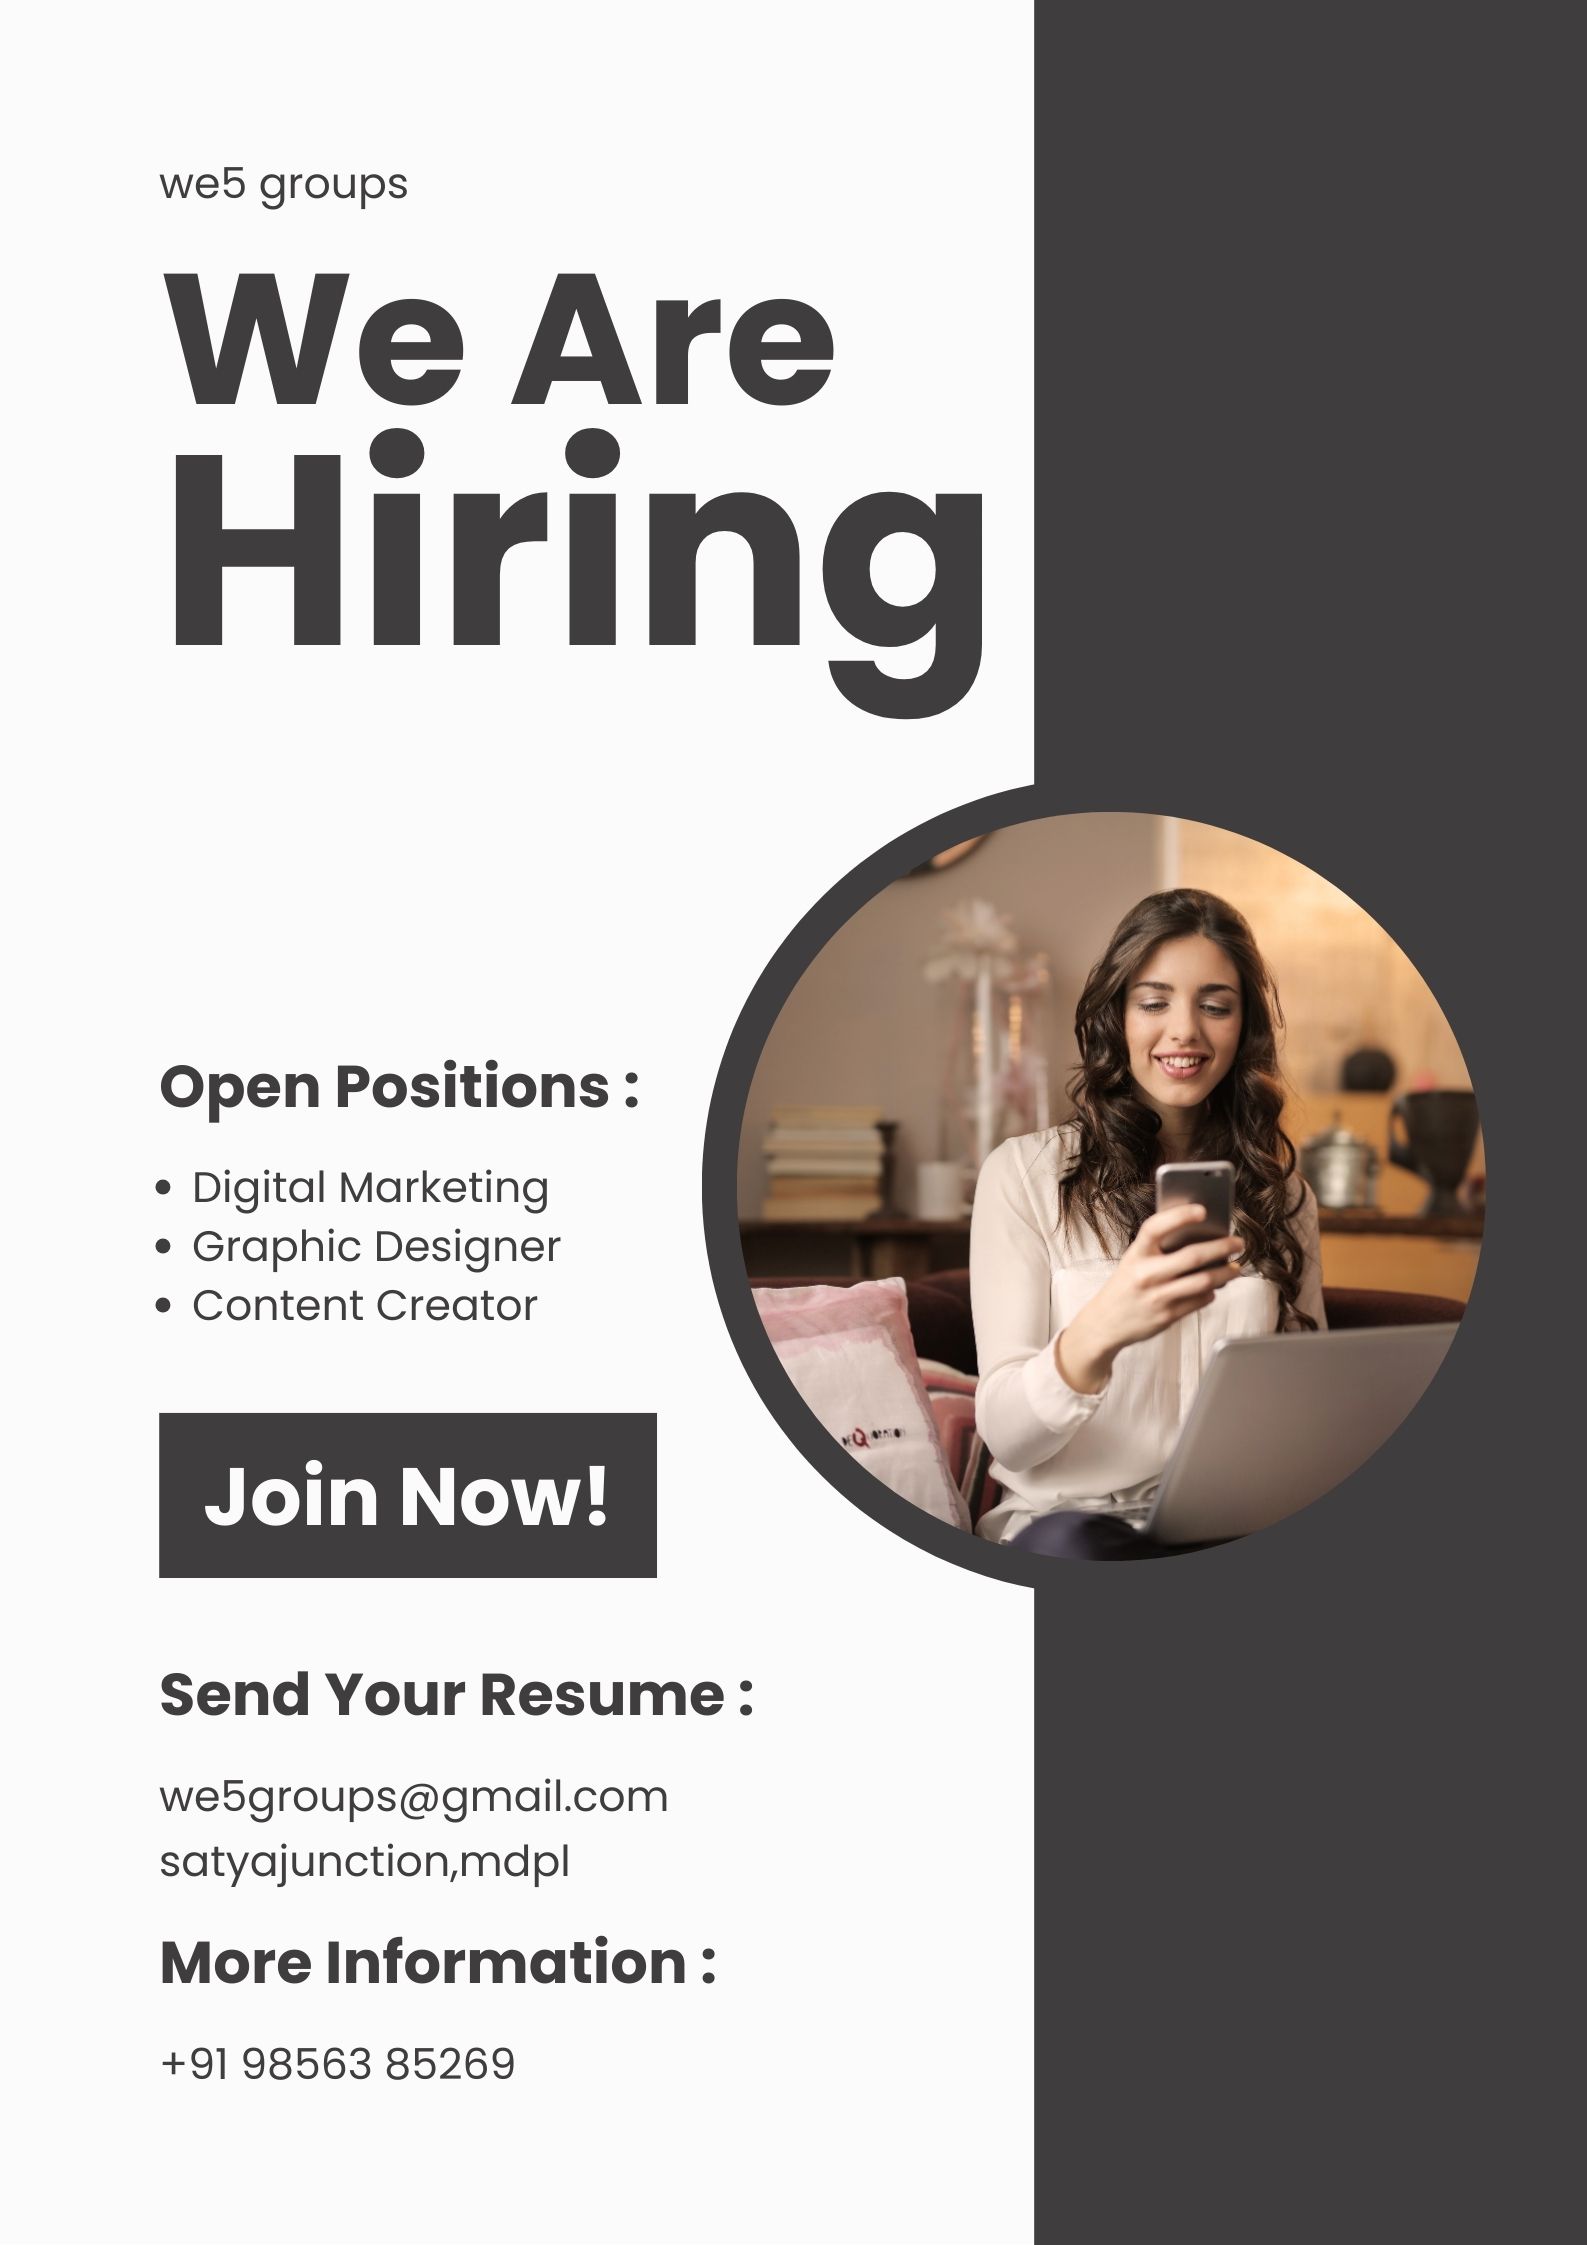 we5 groups
We Are
Hiring
Open Positions :
• Digital Marketing
• Graphic Designer
• Content Creator
Join Now!
Send Your Resume :
we5groups@gmail.com
satyajunction,mdpl
More Information :
+91 98563 85269